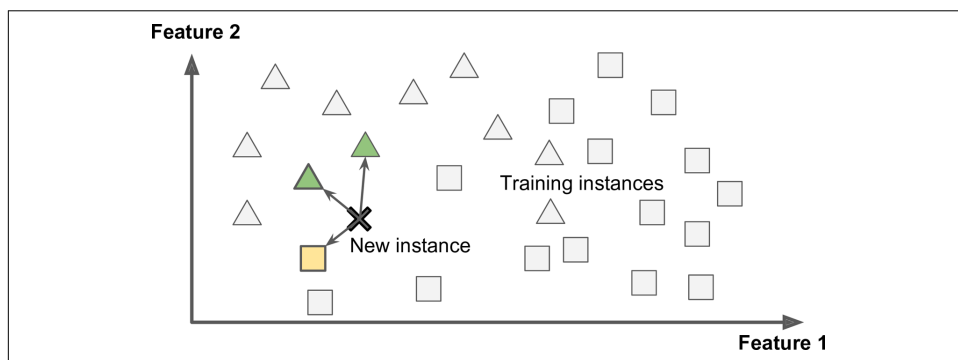 Feature 2
Training instances
New instance
Feature 1